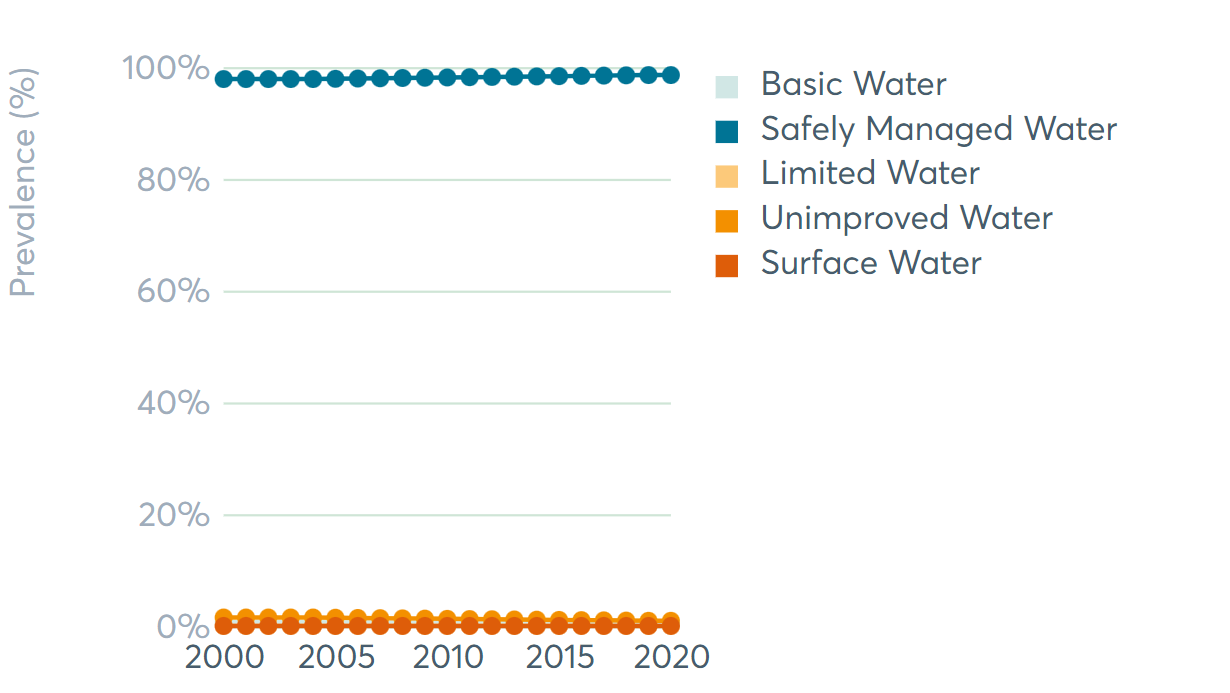 Prevalence (%)
100%
80%
60%
40%
20%
0%
2000 2005 2010 2015 2020
Basic Water
Safely Managed Water
Limited Water
Unimproved Water
Surface Water